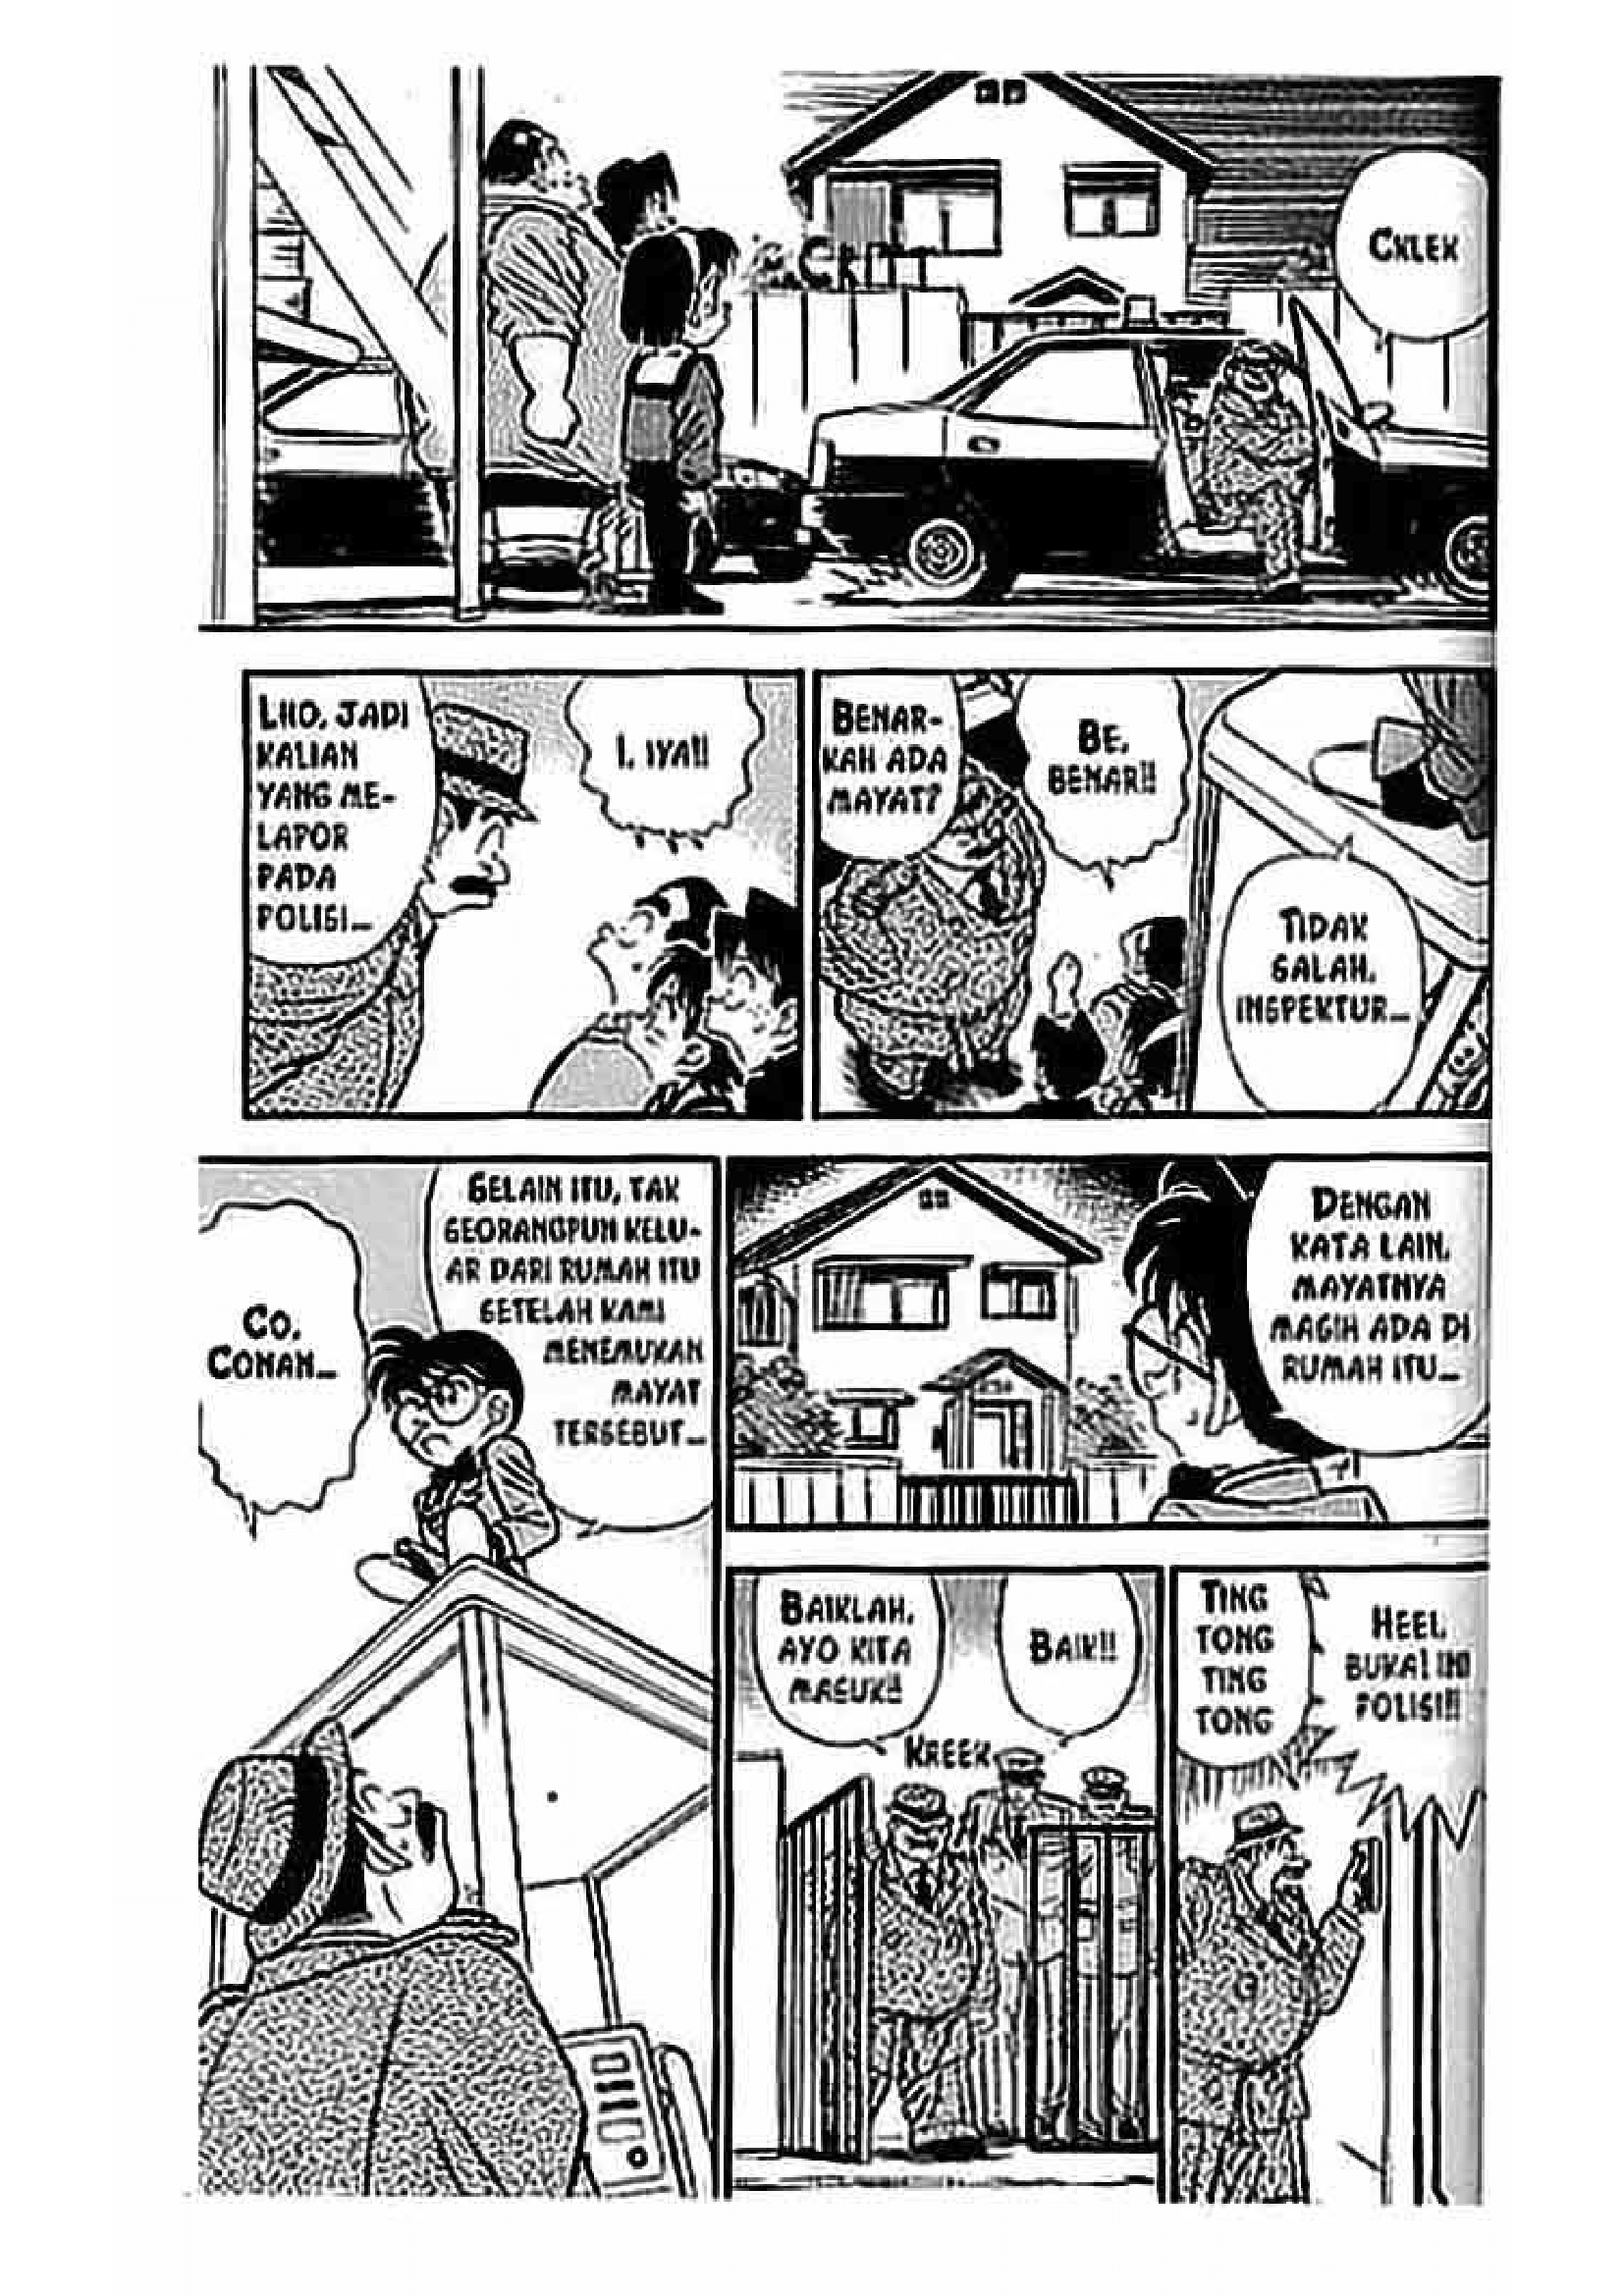 CKLEK
LHO, JADI
KALIAN
YANG ME-
LAPOR
PADA
POLISI...
I, IYA!!
BENAR-
KAH ADA
MAYAT?
BE,
BENAR!!
TIDAK
SALAH,
INSPEKTUR...
SELAIN ITU, TAK
SEORANGPUN KELU-
AR DARI RUMAH ITU
SETELAH KAMI
MENEMUKAN
MAYAT
TERSEBUT...
CO,
CONAN...
DENGAN
KATA LAIN,
MAYATNYA
MASIH ADA DI
RUMAH ITU...
BAIKLAH,
AYO KITA
MASUK!!
BAIK!!
KREEK
TING
TONG
TING
TONG
HEEI,
BUKA! INI
POLISI!!